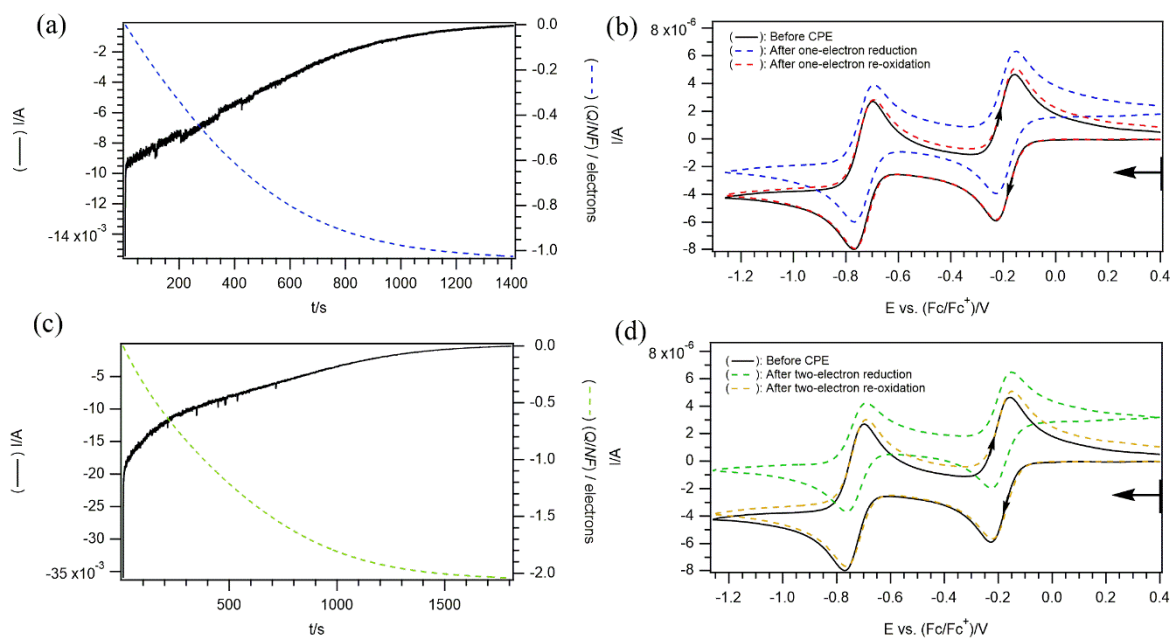 (a)
(——) I/A
-2
-4
-6
-8
-10
-12
-14 x10⁻³
0.0
-0.2
-0.4
-0.6
-0.8
-1.0
(---) (Q/NF) / electrons
200 400 600 800 1000 1200 1400
t/s
(b)
8 x10⁻⁶
6
4
2
0
-2
-4
-6
-8
I/A
(—): Before CPE
(- -): After one-electron reduction
(- -): After one-electron re-oxidation
-1.2 -1.0 -0.8 -0.6 -0.4 -0.2 0.0 0.2 0.4
E vs. (Fc/Fc⁺)/V
(c)
(——) I/A
-5
-10
-15
-20
-25
-30
-35 x10⁻³
0.0
-0.5
-1.0
-1.5
-2.0
(---) (Q/NF) / electrons
500 1000 1500
t/s
(d)
8 x10⁻⁶
6
4
2
0
-2
-4
-6
-8
I/A
(—): Before CPE
(- -): After two-electron reduction
(- -): After two-electron re-oxidation
-1.2 -1.0 -0.8 -0.6 -0.4 -0.2 0.0 0.2 0.4
E vs. (Fc/Fc⁺)/V